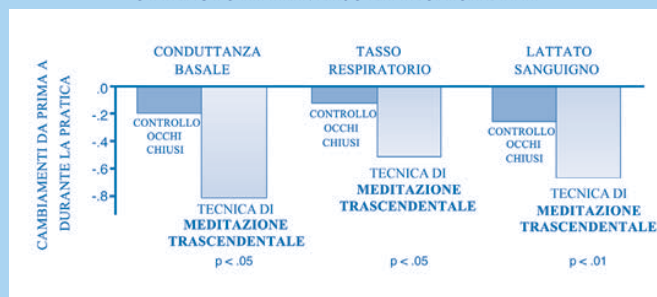 CONDUTTANZA
BASALE
TASSO
RESPIRATORIO
LATTATO
SANGUIGNO
CAMBIAMENTI DA PRIMA A
DURANTE LA PRATICA
.0
-.2
-.4
-.6
-.8
CONTROLLO
OCCHI
CHIUSI
TECNICA DI
MEDITAZIONE
TRASCENDENTALE
p < .05
CONTROLLO
OCCHI
CHIUSI
TECNICA DI
MEDITAZIONE
TRASCENDENTALE
p < .05
CONTROLLO
OCCHI
CHIUSI
TECNICA DI
MEDITAZIONE
TRASCENDENTALE
p < .01